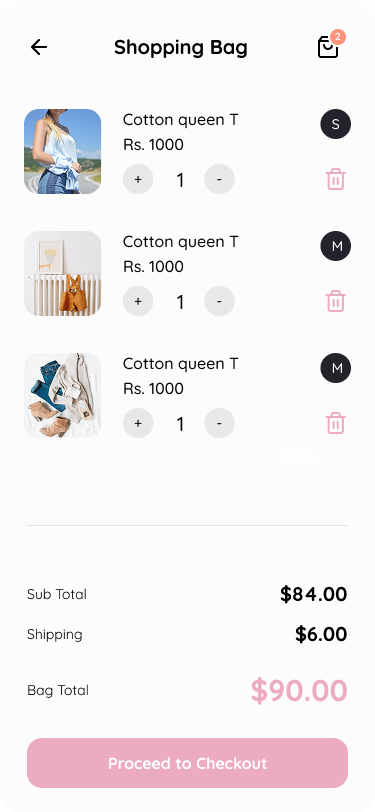 Shopping Bag
2
Cotton queen T
S
Rs. 1000
+ 1 -
Cotton queen T
M
Rs. 1000
+ 1 -
Cotton queen T
M
Rs. 1000
+ 1 -
Sub Total $84.00
Shipping $6.00
Bag Total $90.00
Proceed to Checkout